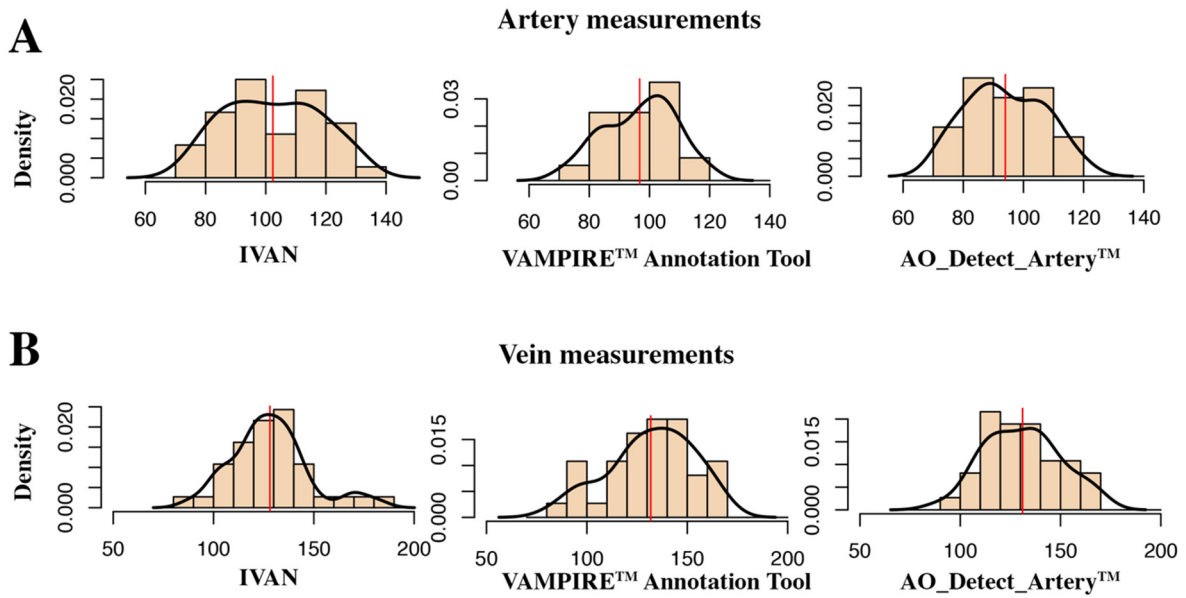 A
Artery measurements
Density
0.000 0.020
60 80 100 120 140
IVAN
0.00 0.03
60 80 100 120 140
VAMPIRE™ Annotation Tool
0.000 0.020
60 80 100 120 140
AO_Detect_Artery™
B
Vein measurements
Density
0.000 0.020
50 100 150 200
IVAN
0.000 0.015
50 100 150 200
VAMPIRE™ Annotation Tool
0.000 0.015
50 100 150 200
AO_Detect_Artery™